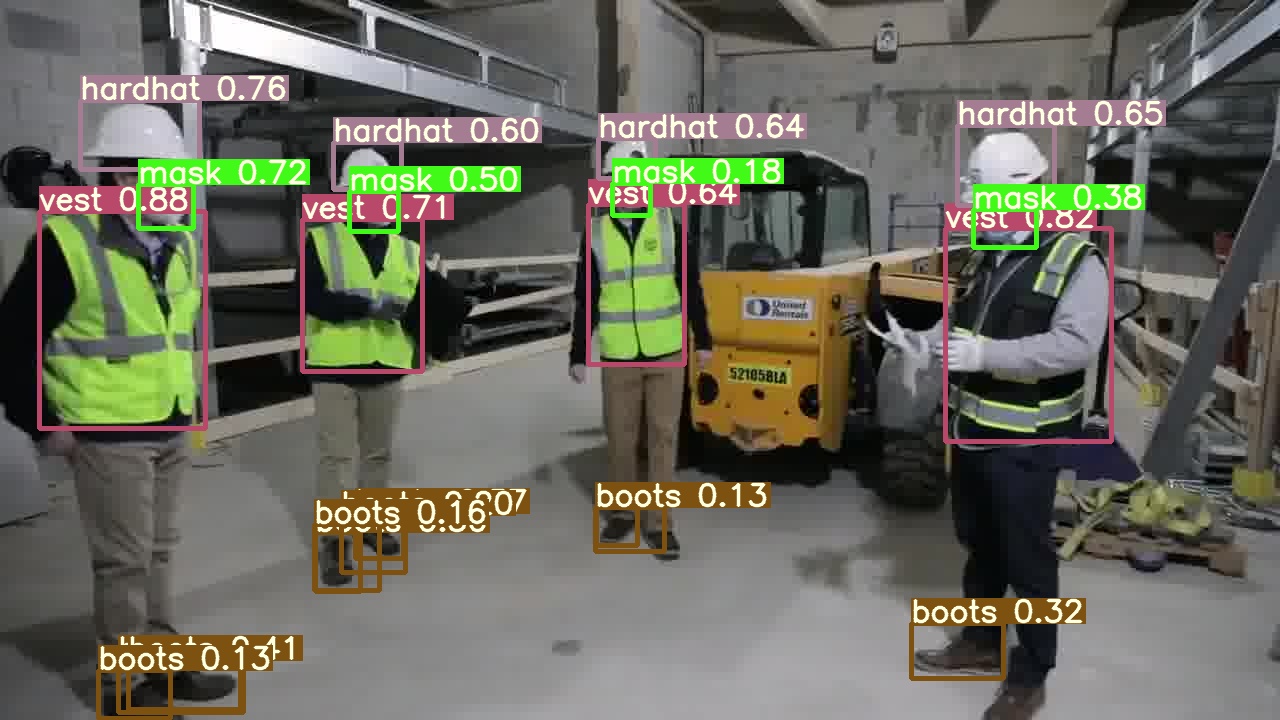 hardhat 0.76
hardhat 0.60
hardhat 0.64
hardhat 0.65
mask 0.72
mask 0.50
mask 0.18
mask 0.38
vest 0.88
vest 0.71
vest 0.64
vest 0.82
United
Rentals
52105BLA
boots 0.16
boots 0.13
boots 0.32
boots 0.13